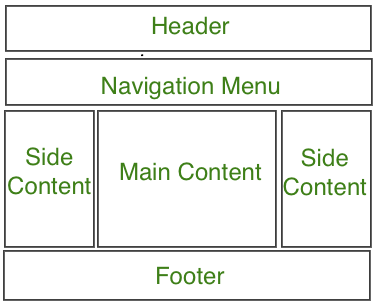 Header
Navigation Menu
Side
Content
Main Content
Side
Content
Footer